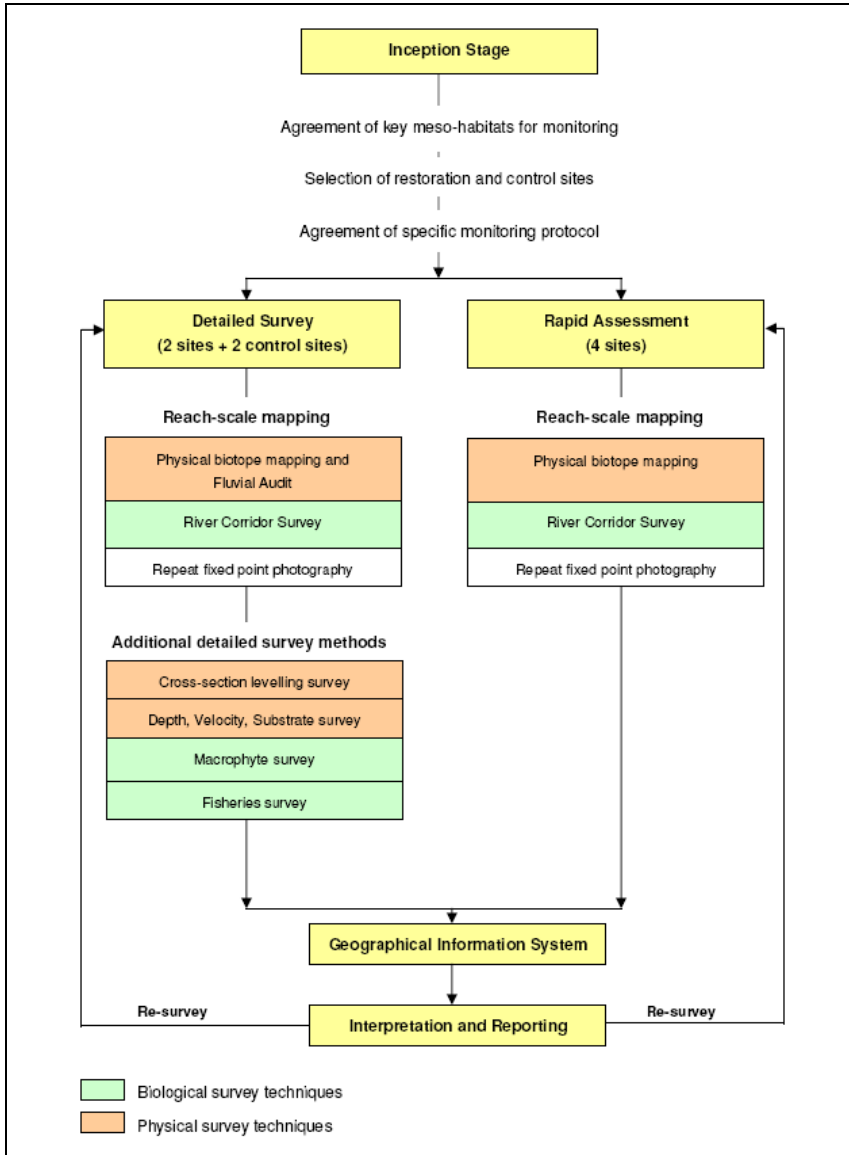 Inception Stage
Agreement of key meso-habitats for monitoring
Selection of restoration and control sites
Agreement of specific monitoring protocol
Detailed Survey
(2 sites + 2 control sites)
Rapid Assessment
(4 sites)
Reach-scale mapping
Reach-scale mapping
Physical biotope mapping and
Fluvial Audit
Physical biotope mapping
River Corridor Survey
River Corridor Survey
Repeat fixed point photography
Repeat fixed point photography
Additional detailed survey methods
Cross-section levelling survey
Depth, Velocity, Substrate survey
Macrophyte survey
Fisheries survey
Geographical Information System
Re-survey
Interpretation and Reporting
Re-survey
Biological survey techniques
Physical survey techniques